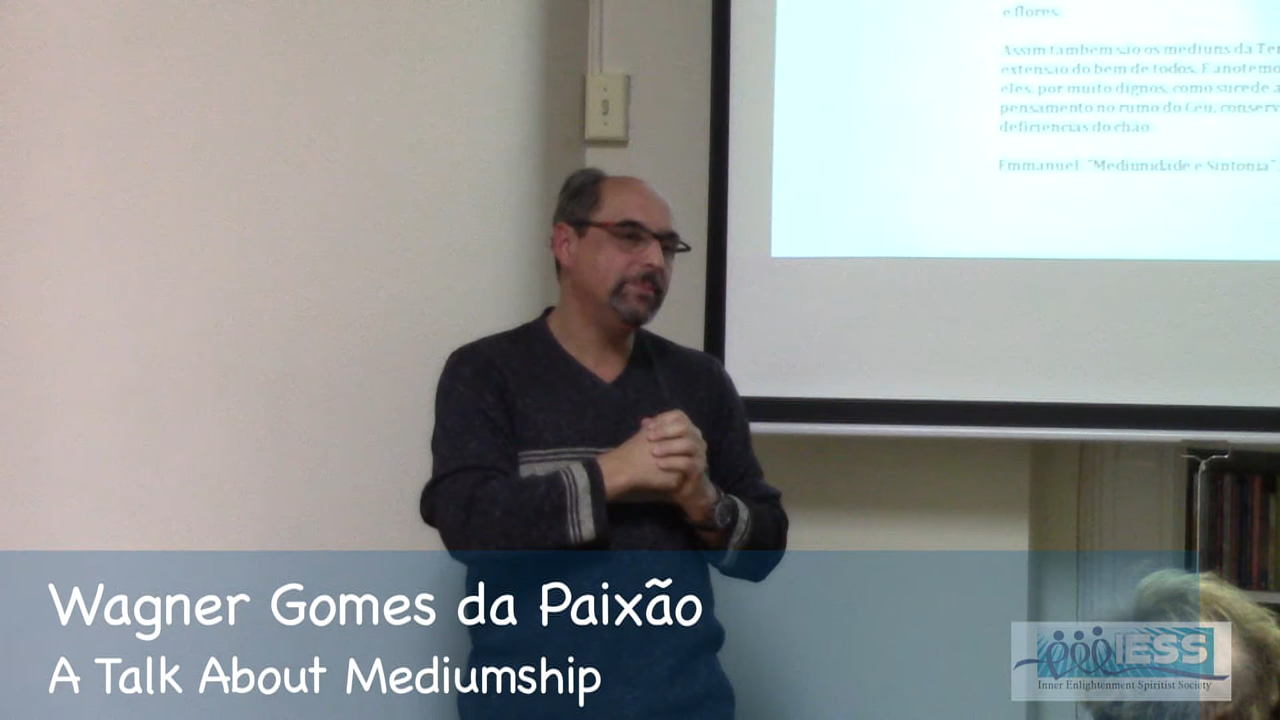 e flores.
Assim também são os médiuns da Ter
extensão do bem de todos. E anotemo
eles, por muito dignos, como sucede a
pensamento no rumo do Céu, conserv
deficiências do chão.
Emmanuel: "Mediunidade e Sintonia"
Wagner Gomes da Paixão
A Talk About Mediumship
IESS
Inner Enlightenment Spiritist Society